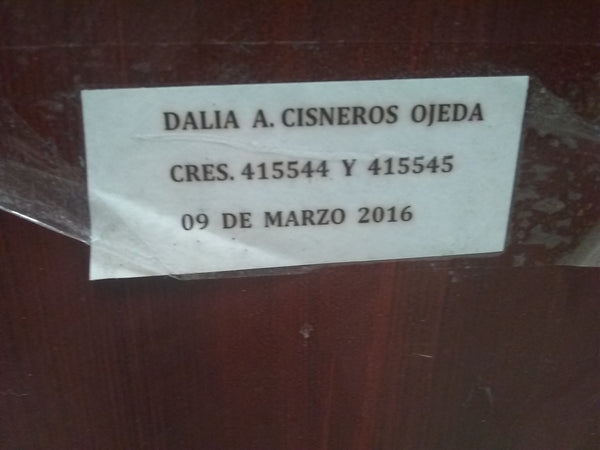 DALIA A. CISNEROS OJEDA
CRES. 415544 Y 415545
09 DE MARZO 2016